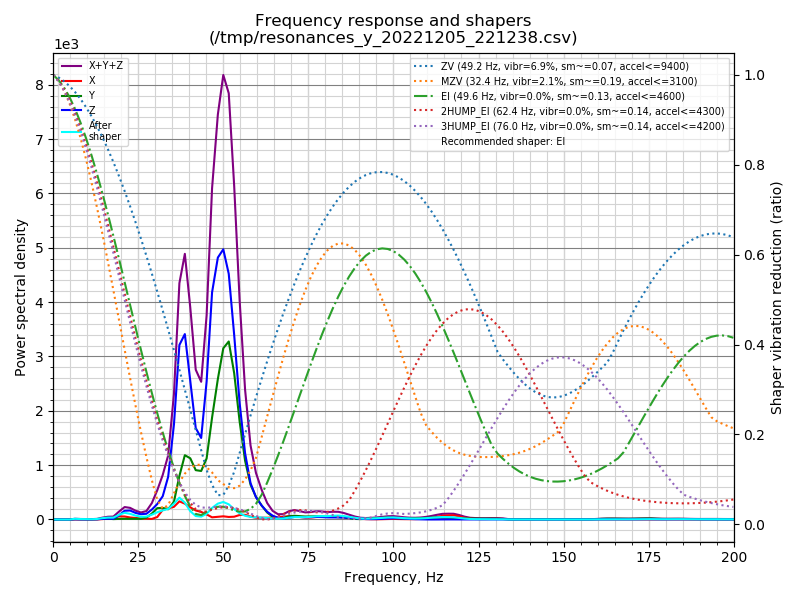 Frequency response and shapers
(/tmp/resonances_y_20221205_221238.csv)
1e3
X+Y+Z
X
Y
Z
After
shaper
ZV (49.2 Hz, vibr=6.9%, sm~=0.07, accel<=9400)
MZV (32.4 Hz, vibr=2.1%, sm~=0.19, accel<=3100)
EI (49.6 Hz, vibr=0.0%, sm~=0.13, accel<=4600)
2HUMP_EI (62.4 Hz, vibr=0.0%, sm~=0.14, accel<=4300)
3HUMP_EI (76.0 Hz, vibr=0.0%, sm~=0.14, accel<=4200)
Recommended shaper: EI
8
7
6
5
4
3
2
1
0
Power spectral density
1.0
0.8
0.6
0.4
0.2
0.0
Shaper vibration reduction (ratio)
0 25 50 75 100 125 150 175 200
Frequency, Hz